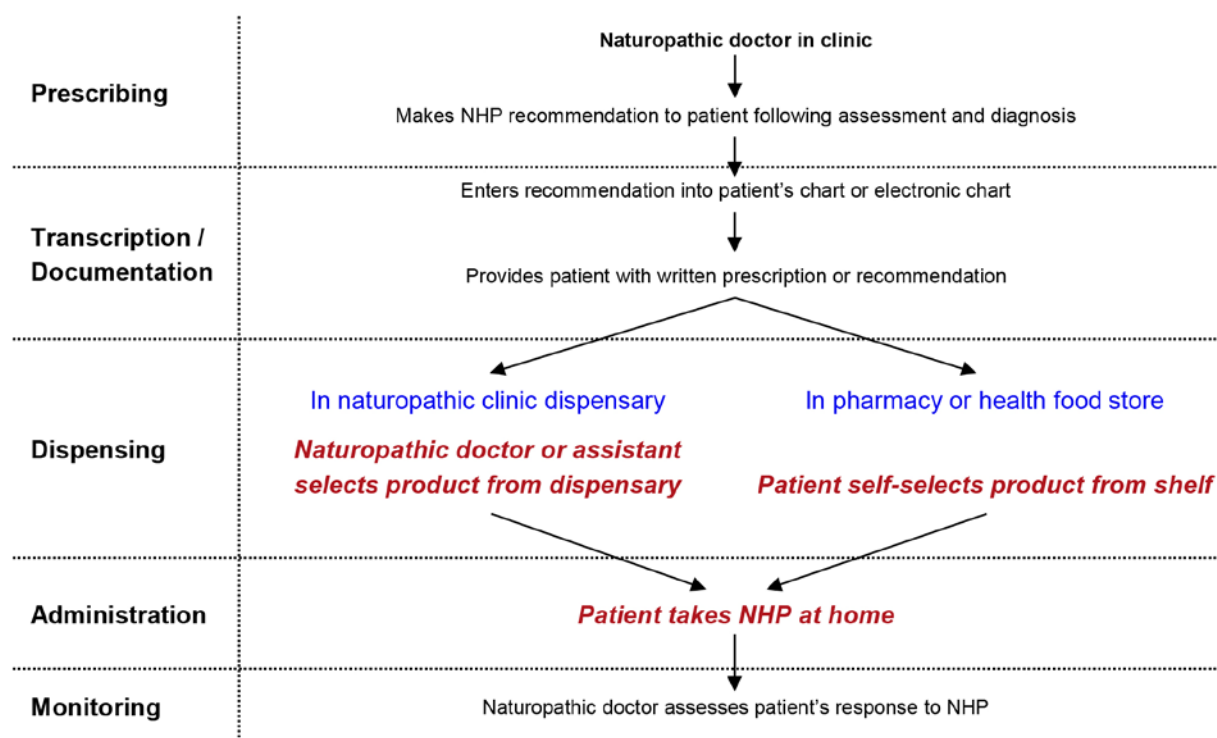 Naturopathic doctor in clinic
Prescribing
Makes NHP recommendation to patient following assessment and diagnosis
Enters recommendation into patient's chart or electronic chart
Transcription /
Documentation
Provides patient with written prescription or recommendation
In naturopathic clinic dispensary
In pharmacy or health food store
Dispensing
Naturopathic doctor or assistant
selects product from dispensary
Patient self-selects product from shelf
Administration
Patient takes NHP at home
Monitoring
Naturopathic doctor assesses patient's response to NHP